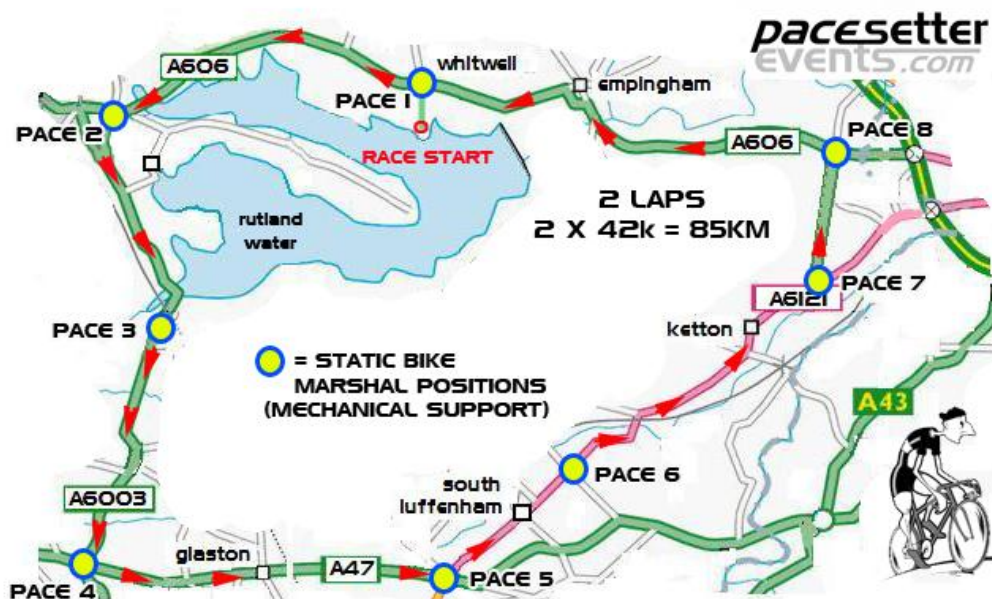 pacesetter
events.com
A606
whitwell
empingham
PACE 1
PACE 2
RACE START
A606
PACE 8
2 LAPS
2 X 42k = 85KM
rutland
water
PACE 7
A6121
PACE 3
ketton
= STATIC BIKE
MARSHAL POSITIONS
(MECHANICAL SUPPORT)
A43
PACE 6
A6003
south
luffenham
glaston
A47
PACE 5
PACE 4